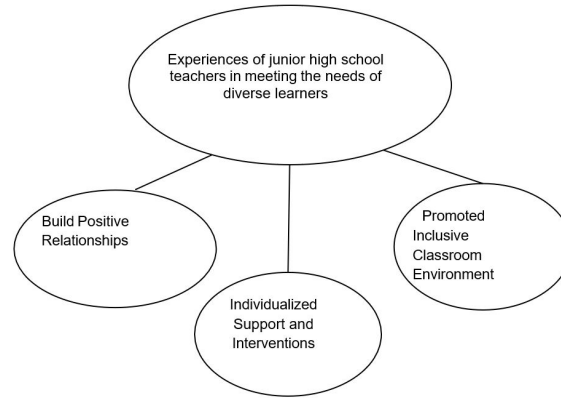 Experiences of junior high school
teachers in meeting the needs of
diverse learners
Build Positive
Relationships
Individualized
Support and
Interventions
Promoted
Inclusive
Classroom
Environment